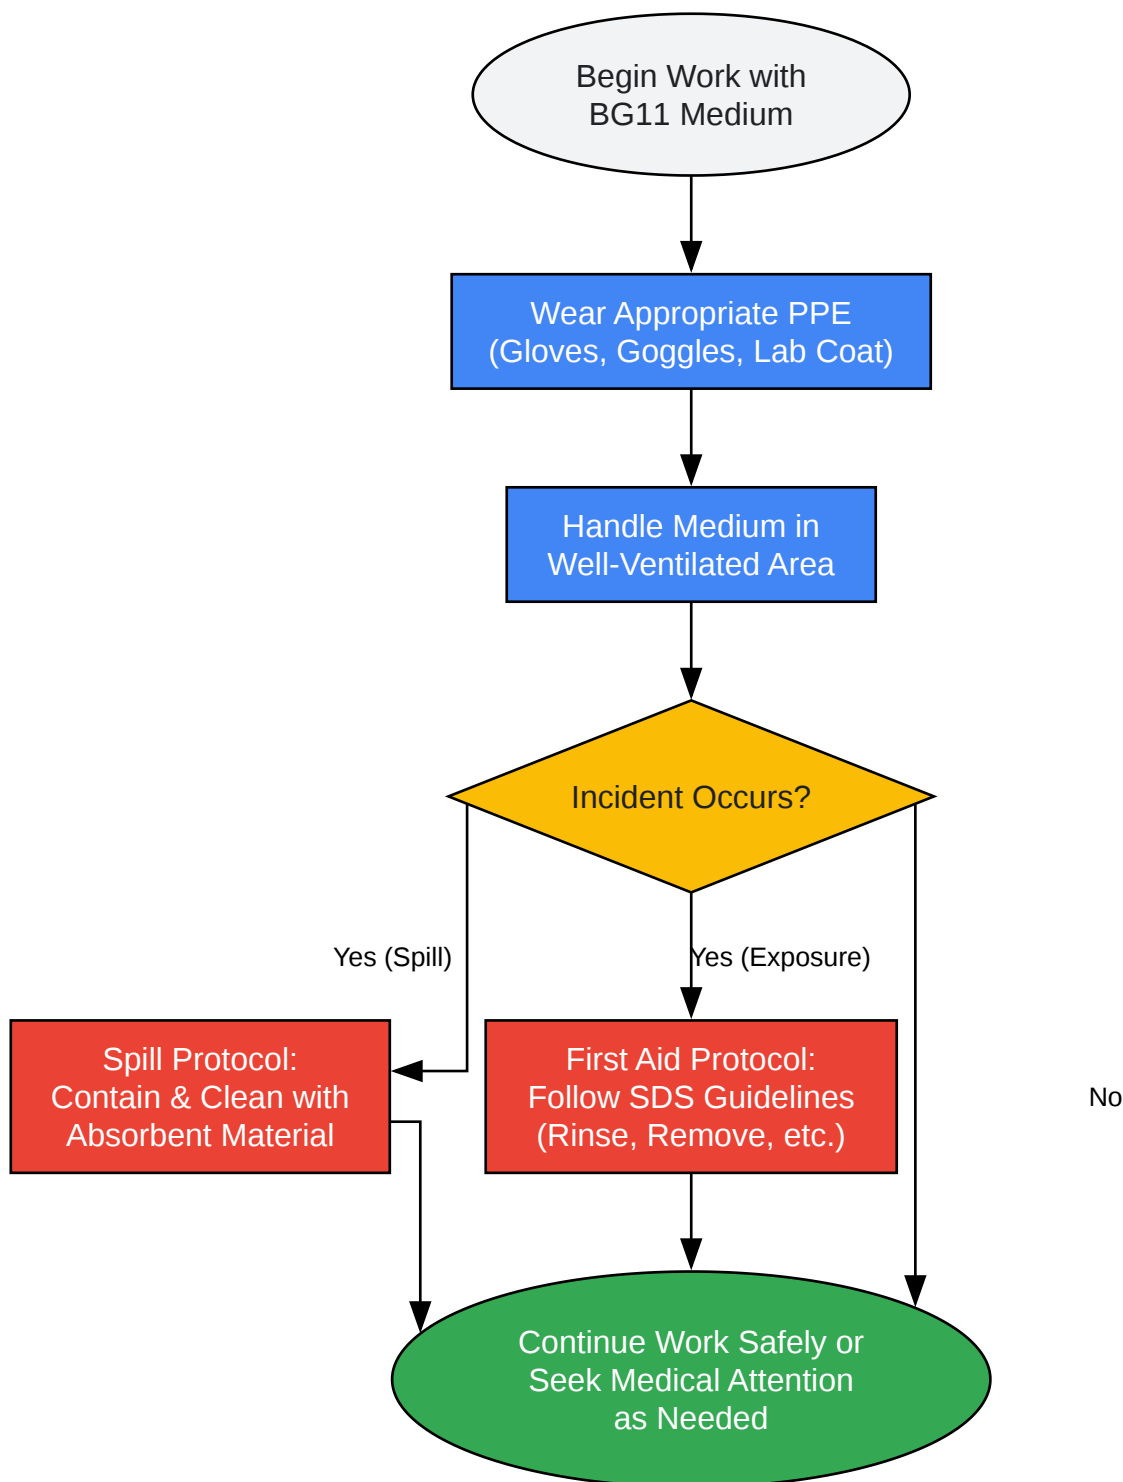 Begin Work with
BG11 Medium
Wear Appropriate PPE
(Gloves, Goggles, Lab Coat)
Handle Medium in
Well-Ventilated Area
Incident Occurs?
Yes (Spill)
Yes (Exposure)
Spill Protocol:
Contain & Clean with
Absorbent Material
First Aid Protocol:
Follow SDS Guidelines
(Rinse, Remove, etc.)
No
Continue Work Safely or
Seek Medical Attention
as Needed